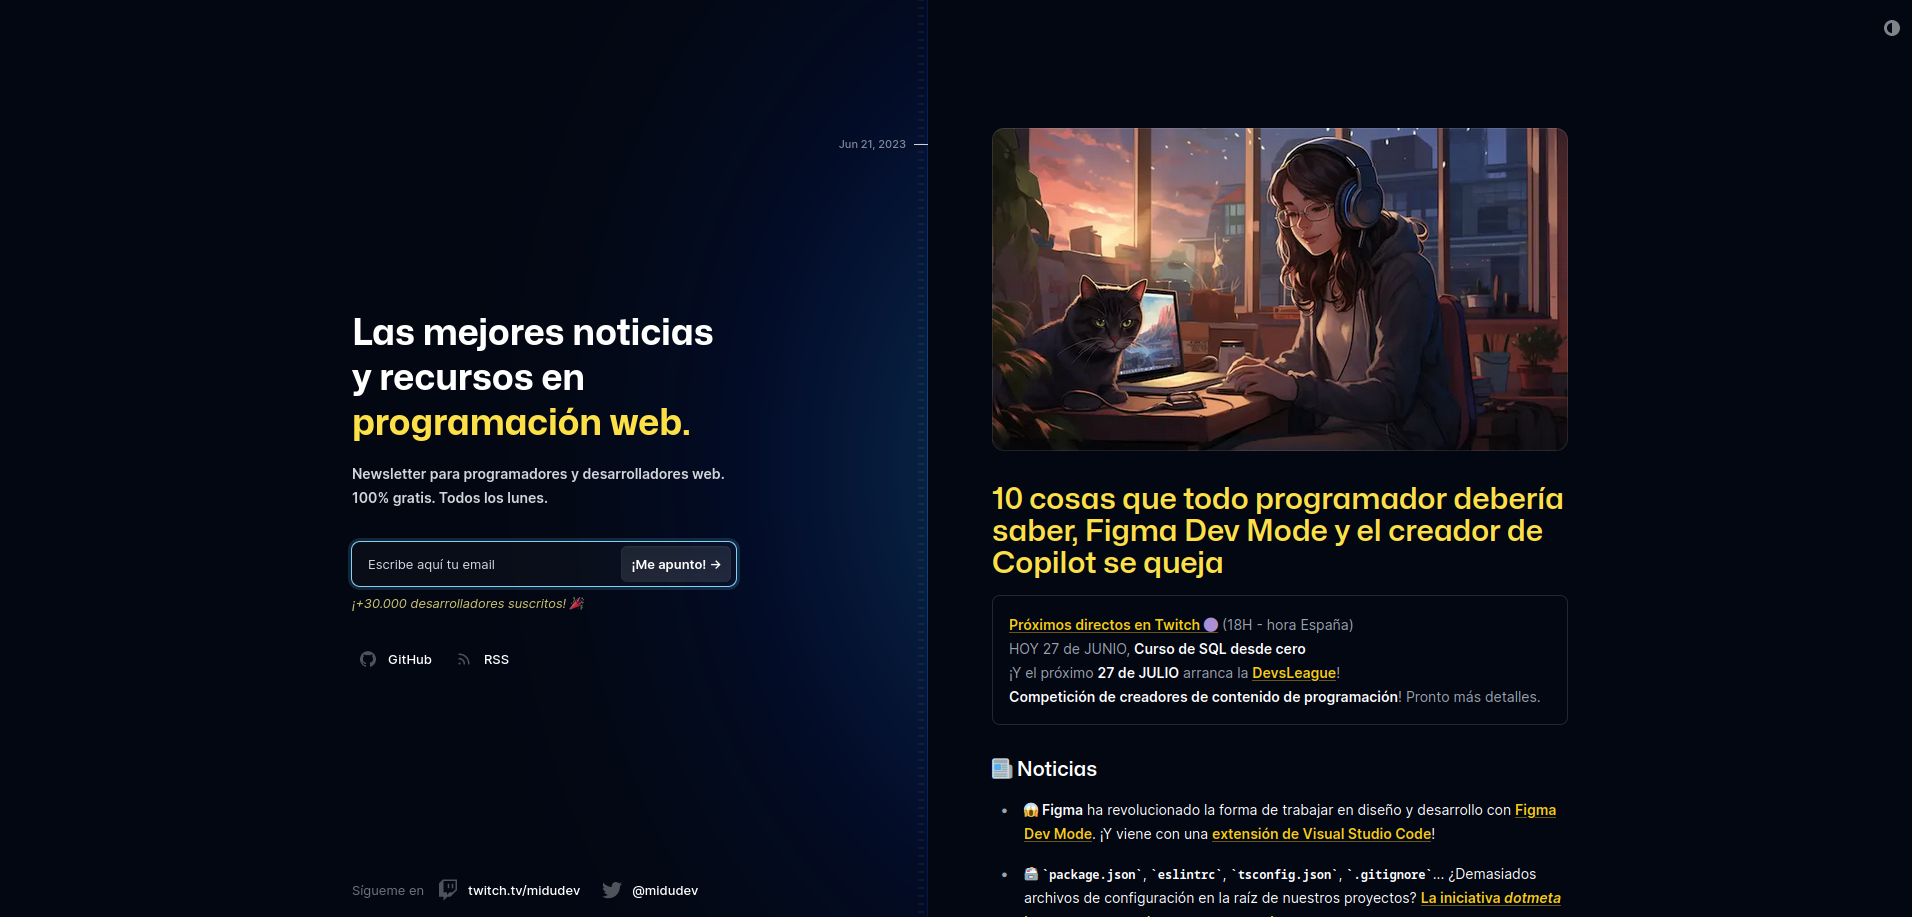 Jun 21, 2023
Las mejores noticias
y recursos en
programación web.
Newsletter para programadores y desarrolladores web.
100% gratis. Todos los lunes.
Escribe aquí tu email
¡Me apunto! →
¡+30.000 desarrolladores suscritos! 🎉
GitHub
RSS
Sígueme en
twitch.tv/midudev
@midudev
10 cosas que todo programador debería
saber, Figma Dev Mode y el creador de
Copilot se queja
Próximos directos en Twitch 🟣 (18H - hora España)
HOY 27 DE JUNIO, Curso de SQL desde cero
¡Y el próximo 27 de JULIO arranca la DevsLeague!
Competición de creadores de contenido de programación! Pronto más detalles.
📰 Noticias
• 😱 Figma ha revolucionado la forma de trabajar en diseño y desarrollo con Figma
Dev Mode. ¡Y viene con una extensión de Visual Studio Code!
• 🗃️ `package.json`, `eslintrc`, `tsconfig.json`, `.gitignore`... ¿Demasiados
archivos de configuración en la raíz de nuestros proyectos? La iniciativa dotmeta